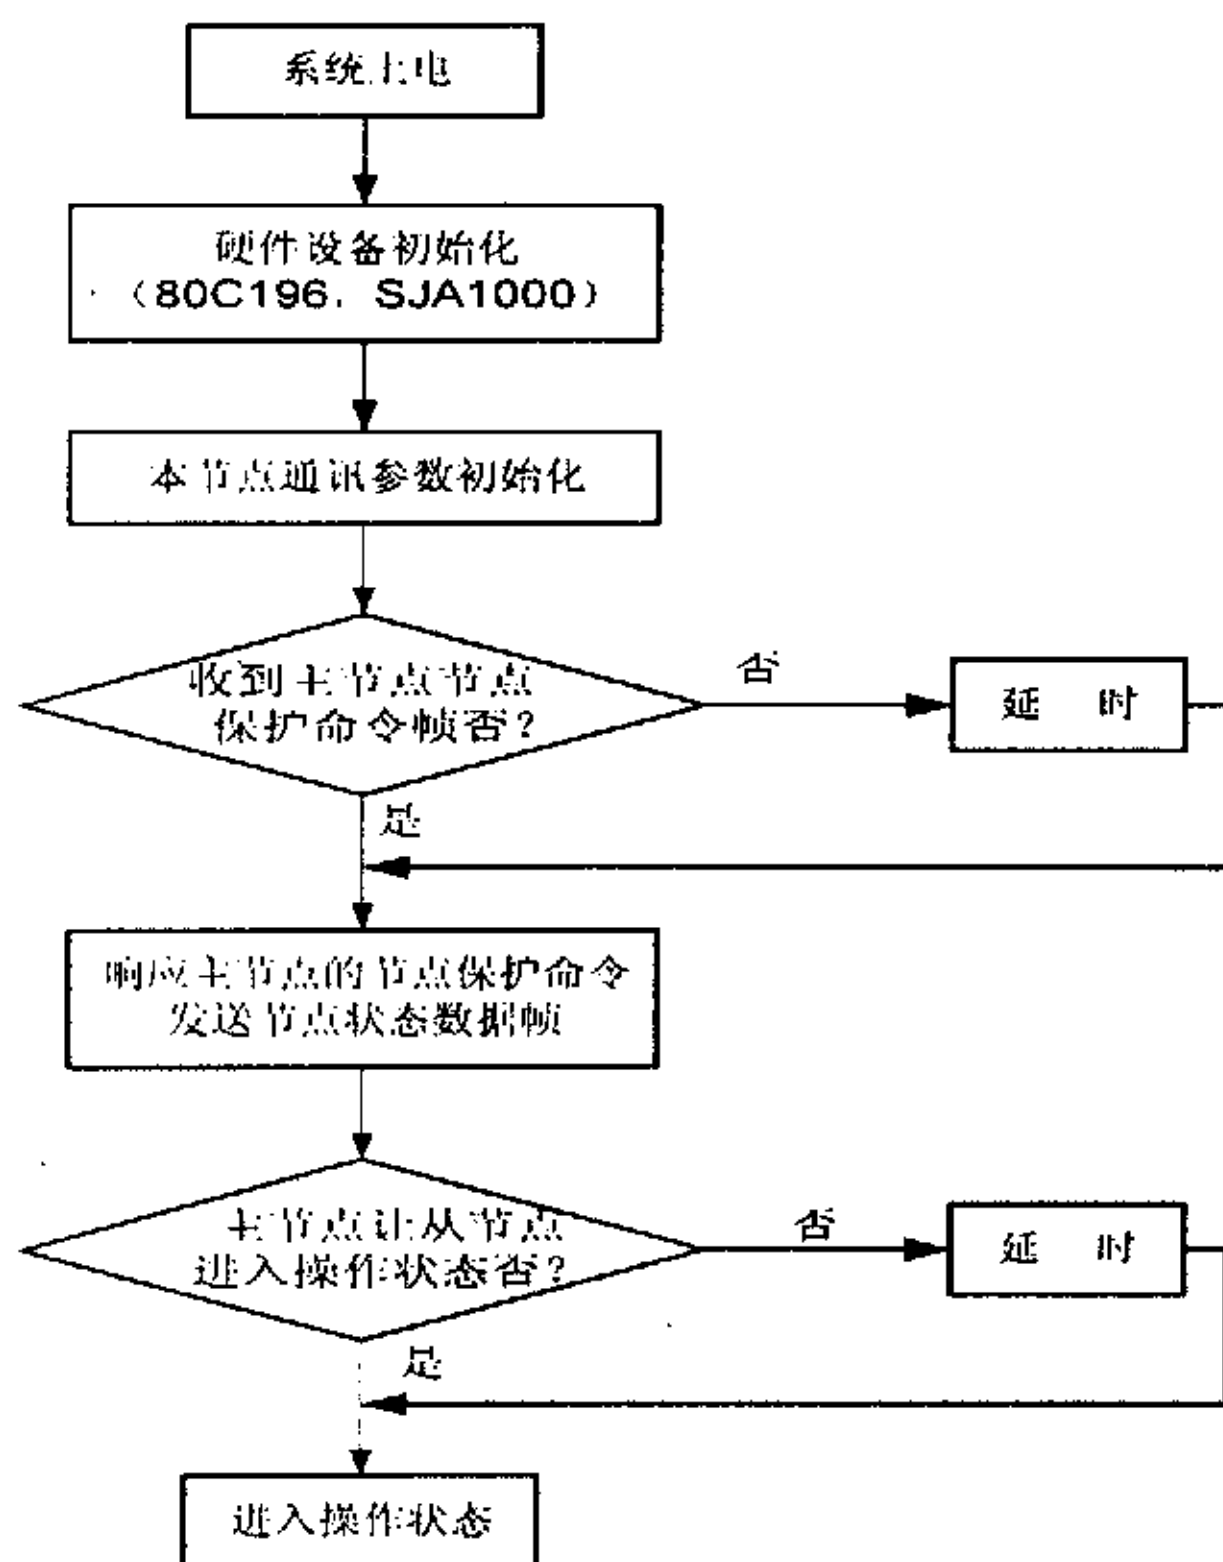 系统上电
硬件设备初始化
（80C196．SJA1000）
本节点通讯参数初始化
收到主节点节点
保护命令帧否？
否
延 时
是
响应主节点的节点保护命令
发送节点状态数据帧
主节点让从节点
进入操作状态否？
否
延 时
是
进入操作状态